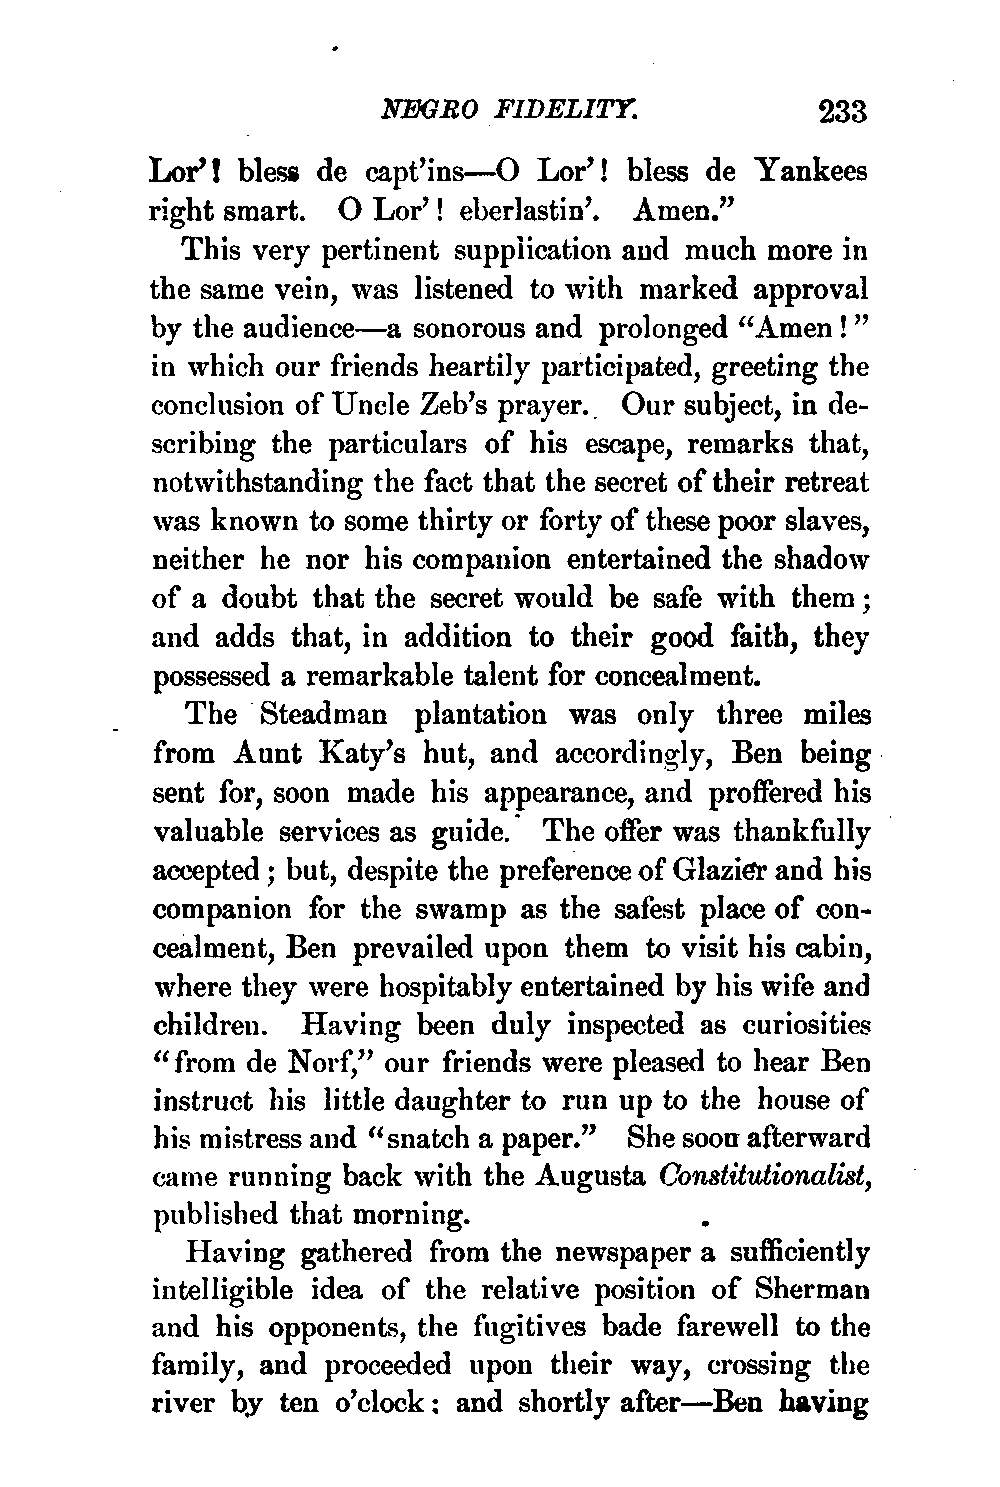 NEGRO FIDELITY. 233
Lor'! bless de capt'ins—O Lor'! bless de Yankees
right smart. O Lor'! eberlastin'. Amen."
This very pertinent supplication and much more in
the same vein, was listened to with marked approval
by the audience—a sonorous and prolonged "Amen!"
in which our friends heartily participated, greeting the
conclusion of Uncle Zeb's prayer. Our subject, in de-
scribing the particulars of his escape, remarks that,
notwithstanding the fact that the secret of their retreat
was known to some thirty or forty of these poor slaves,
neither he nor his companion entertained the shadow
of a doubt that the secret would be safe with them;
and adds that, in addition to their good faith, they
possessed a remarkable talent for concealment.
The Steadman plantation was only three miles
from Aunt Katy's hut, and accordingly, Ben being
sent for, soon made his appearance, and proffered his
valuable services as guide. The offer was thankfully
accepted; but, despite the preference of Glazier and his
companion for the swamp as the safest place of con-
cealment, Ben prevailed upon them to visit his cabin,
where they were hospitably entertained by his wife and
children. Having been duly inspected as curiosities
"from de Norf," our friends were pleased to hear Ben
instruct his little daughter to run up to the house of
his mistress and "snatch a paper." She soon afterward
came running back with the Augusta Constitutionalist,
published that morning.
Having gathered from the newspaper a sufficiently
intelligible idea of the relative position of Sherman
and his opponents, the fugitives bade farewell to the
family, and proceeded upon their way, crossing the
river by ten o'clock; and shortly after—Ben having